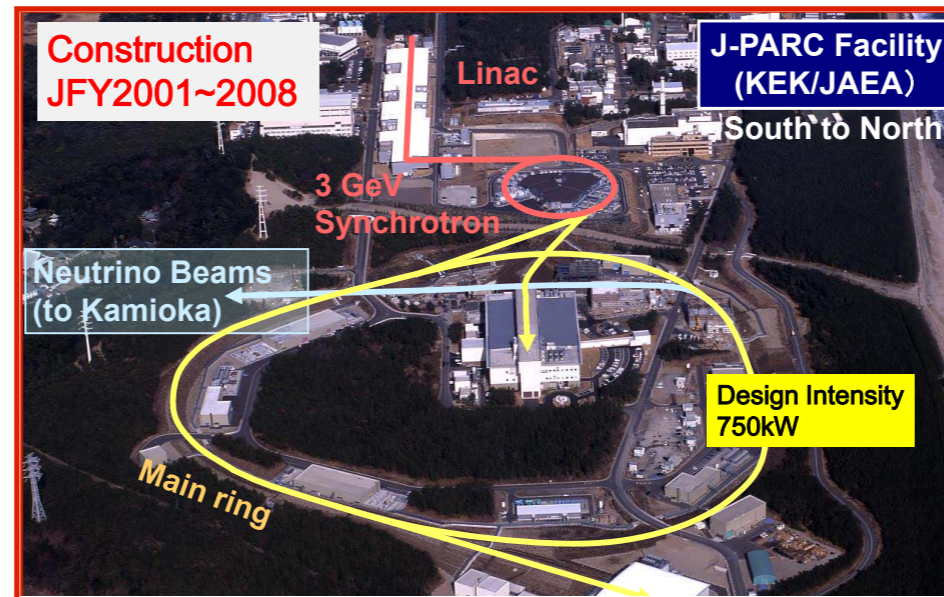 Construction
JFY2001~2008
Linac
J-PARC Facility
(KEK/JAEA）
South to North
3 GeV
Synchrotron
Neutrino Beams
(to Kamioka)
Design Intensity
750kW
Main ring